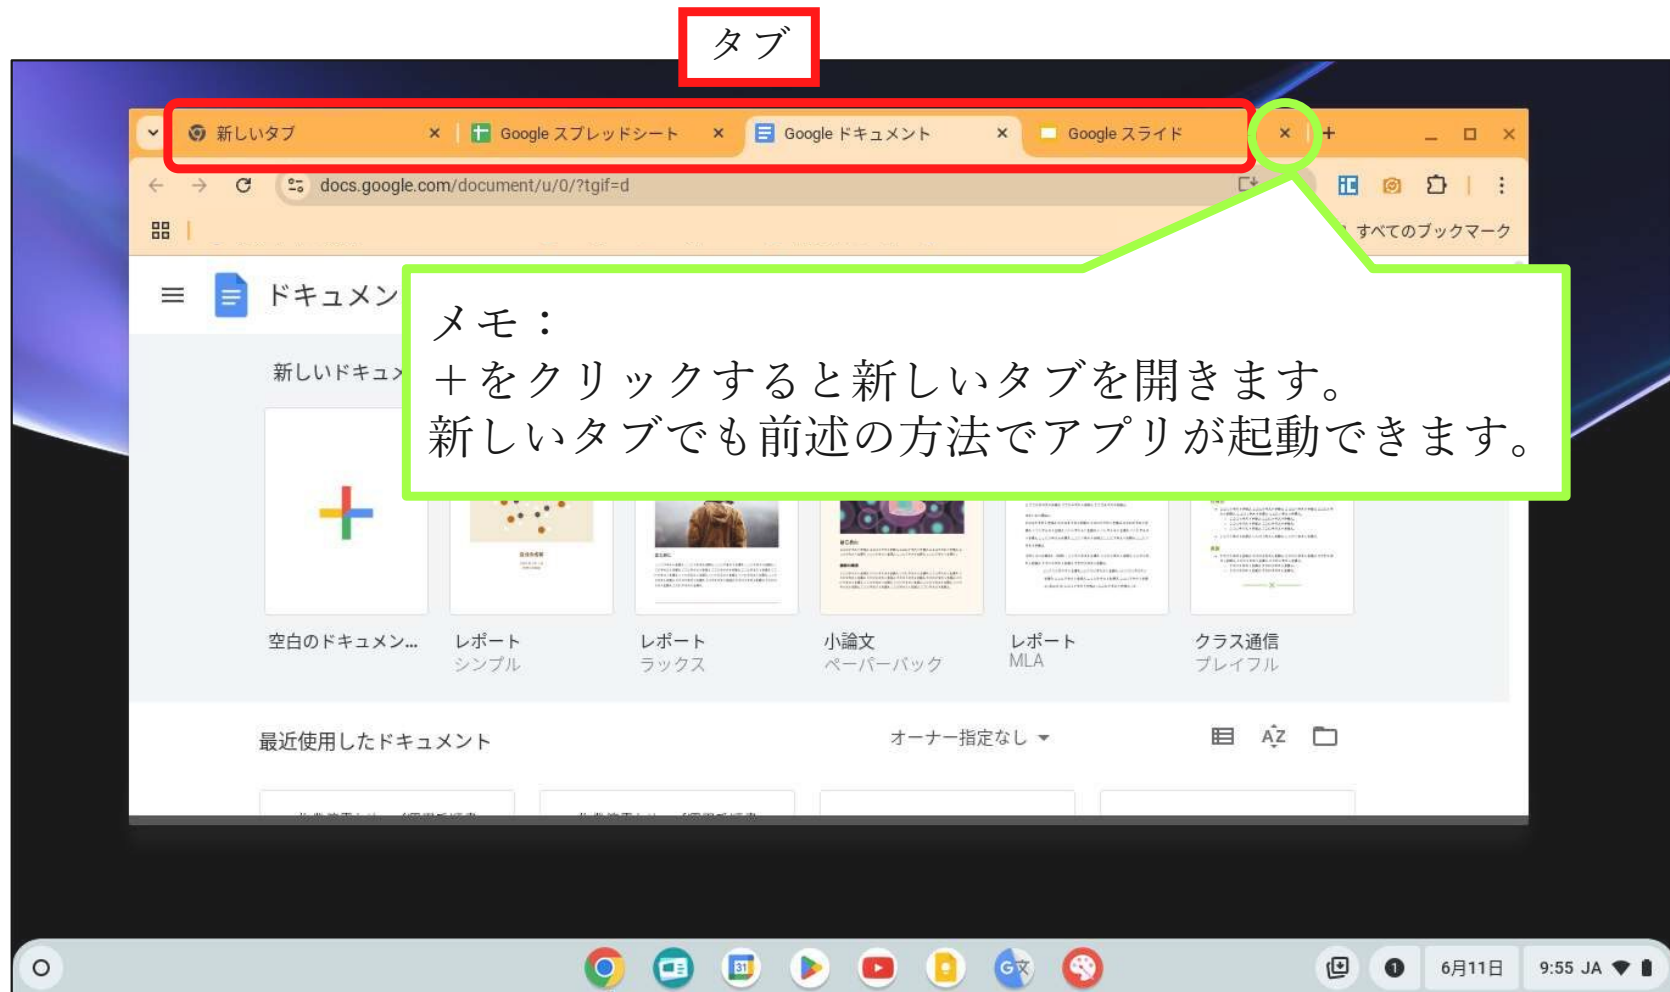 タブ
新しいタブ
Google スプレッドシート
Google ドキュメント
Google スライド
docs.google.com/document/u/0/?tgif=d
すべてのブックマーク
ドキュメン
メモ：
＋をクリックすると新しいタブを開きます。
新しいタブでも前述の方法でアプリが起動できます。
新しいドキュメ
空白のドキュメン...
レポート
シンプル
レポート
ラックス
小論文
ペーパーバック
レポート
MLA
クラス通信
プレイフル
最近使用したドキュメント
オーナー指定なし
AZ
31
1
6月11日
9:55 JA